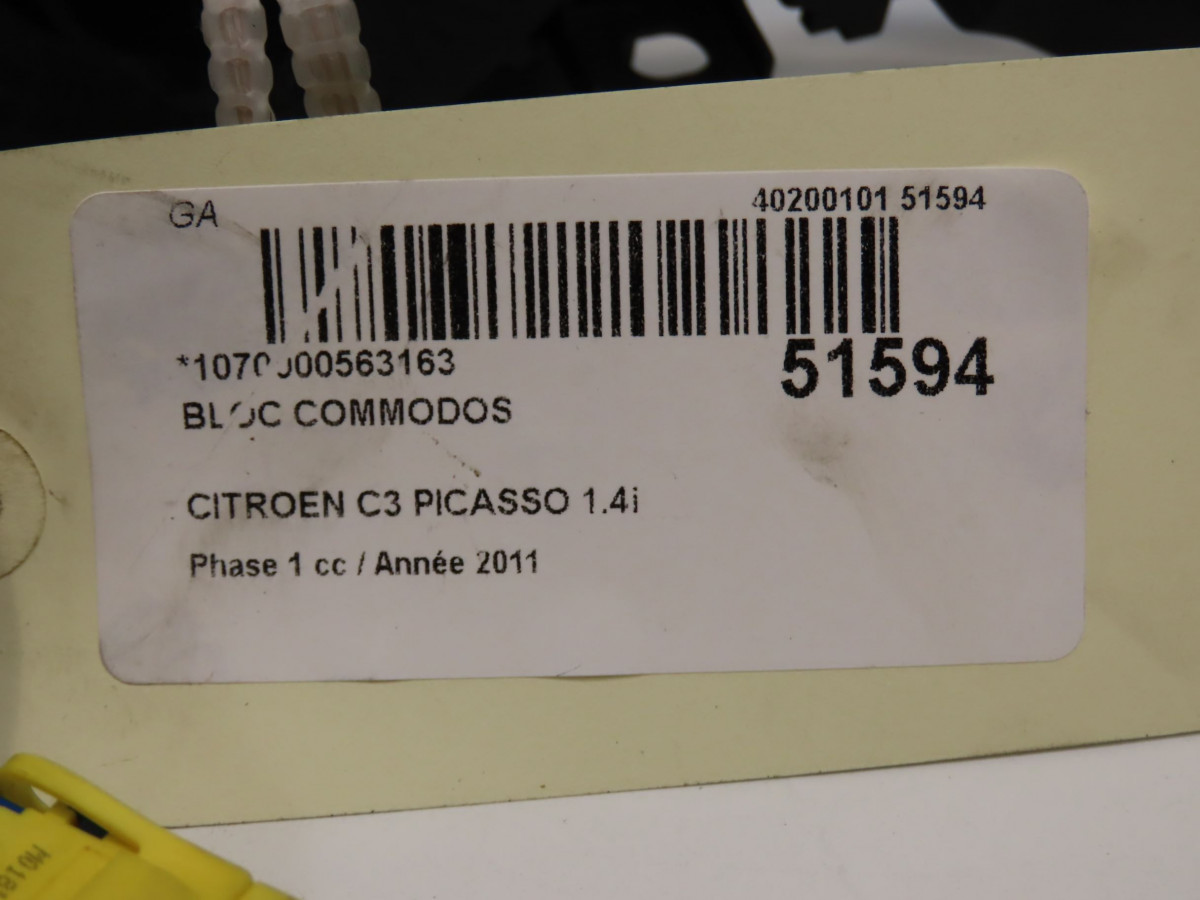 GA
40200101 51594
51594
BLOC COMMODOS
CITROEN C3 PICASSO 1.4i
Phase 1 cc / Année 2011